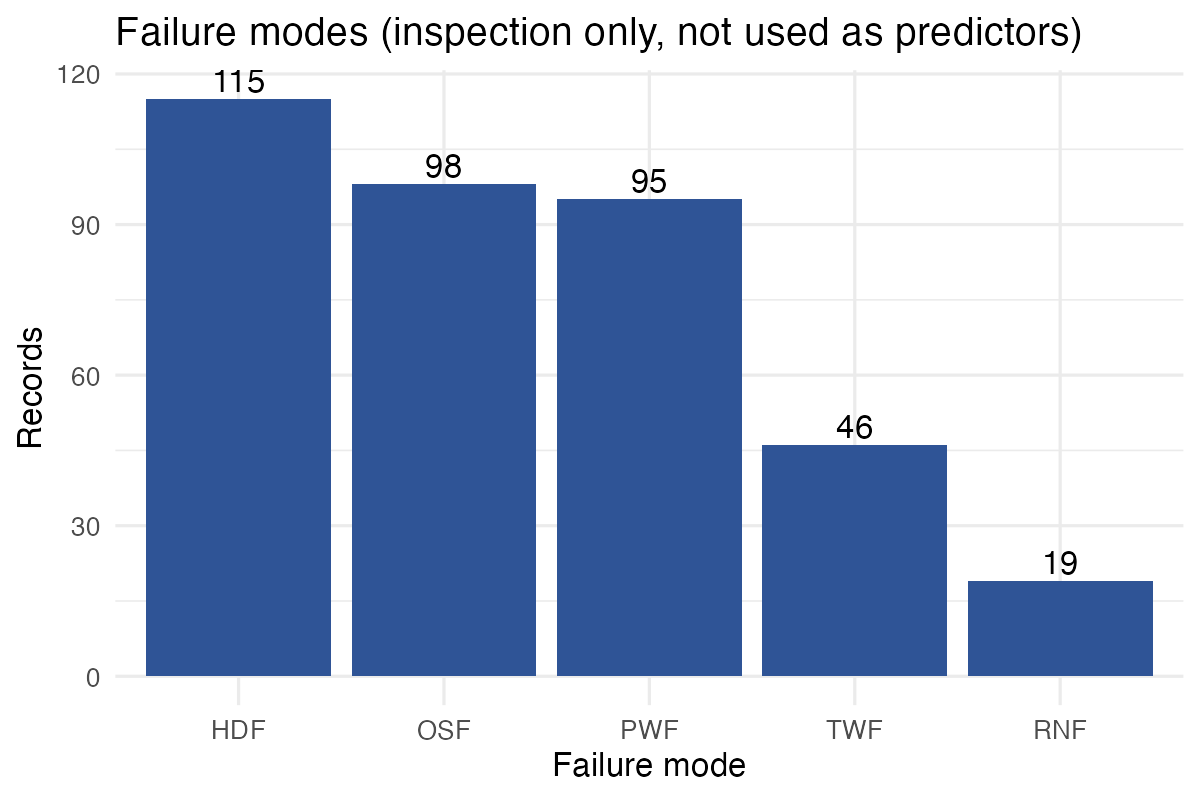 Failure modes (inspection only, not used as predictors)
120
90
60
30
0
Records
115
98
95
46
19
HDF
OSF
PWF
TWF
RNF
Failure mode